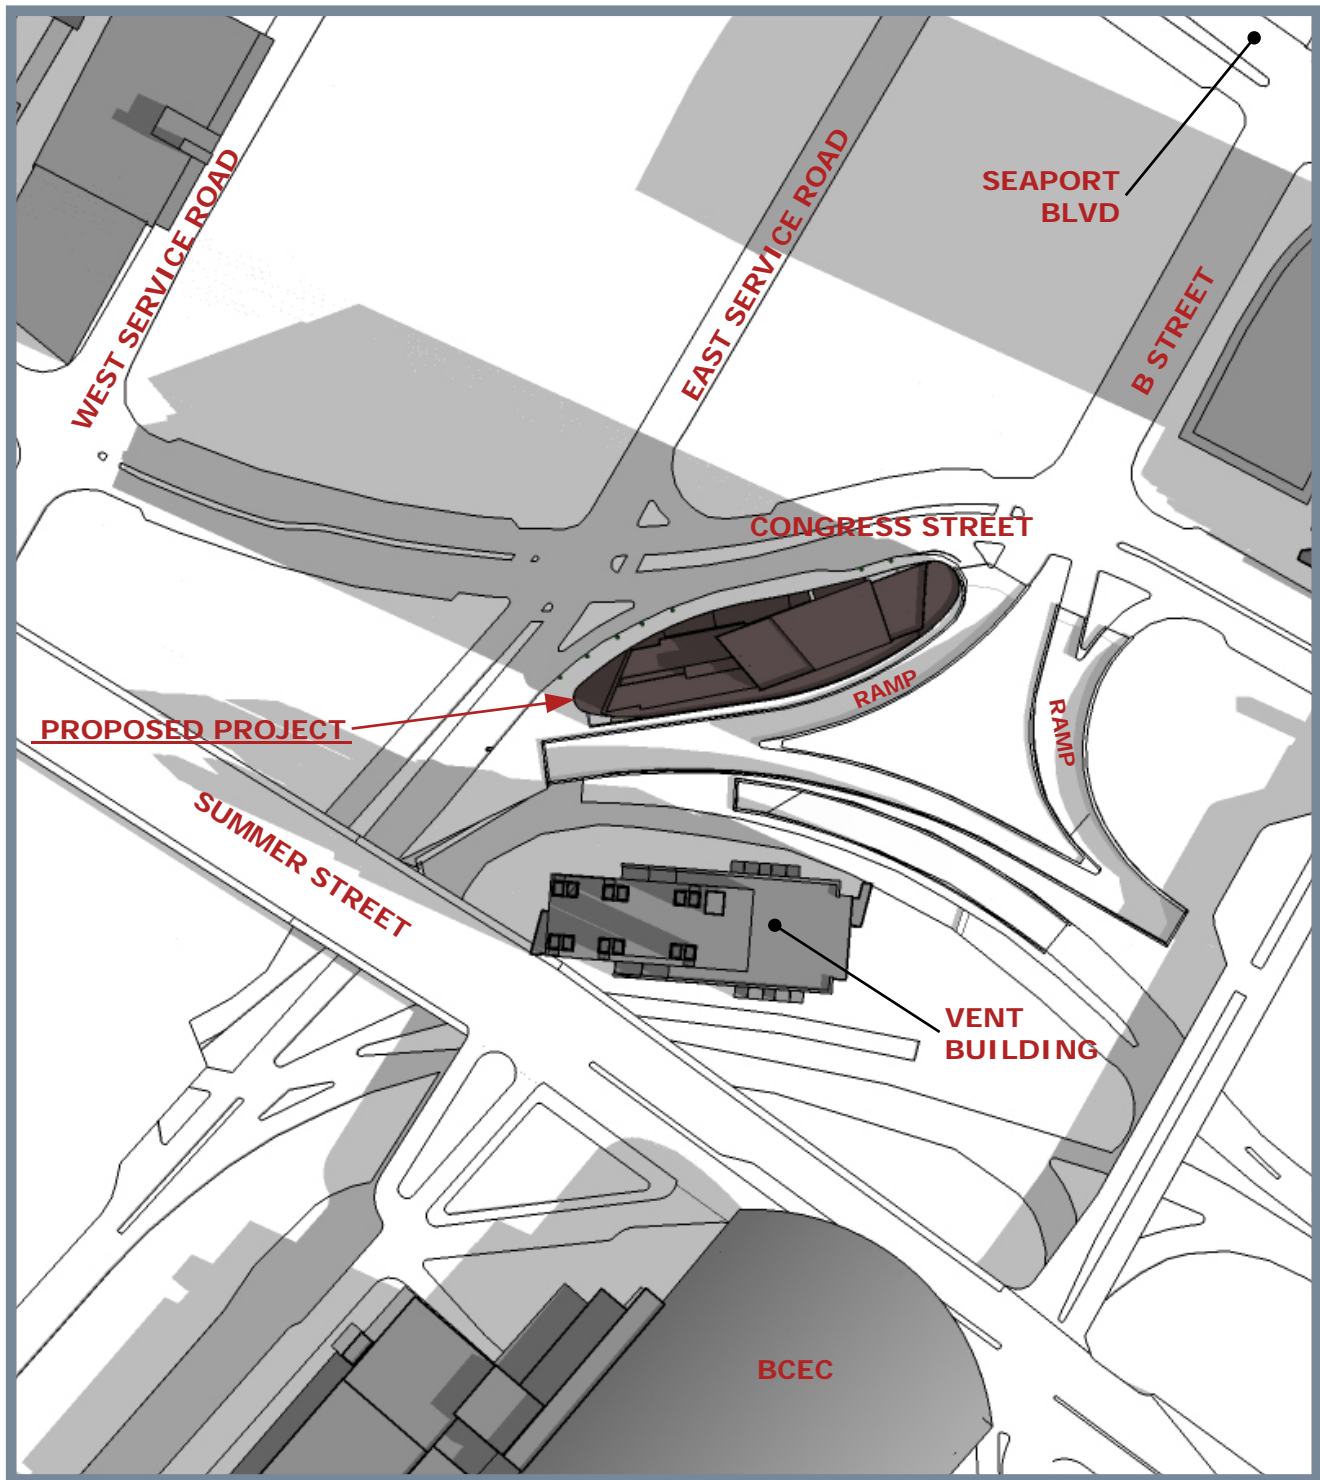 SEAPORT
BLVD
WEST SERVICE ROAD
EAST SERVICE ROAD
B STREET
CONGRESS STREET
RAMP
RAMP
PROPOSED PROJECT
SUMMER STREET
VENT
BUILDING
BCEC